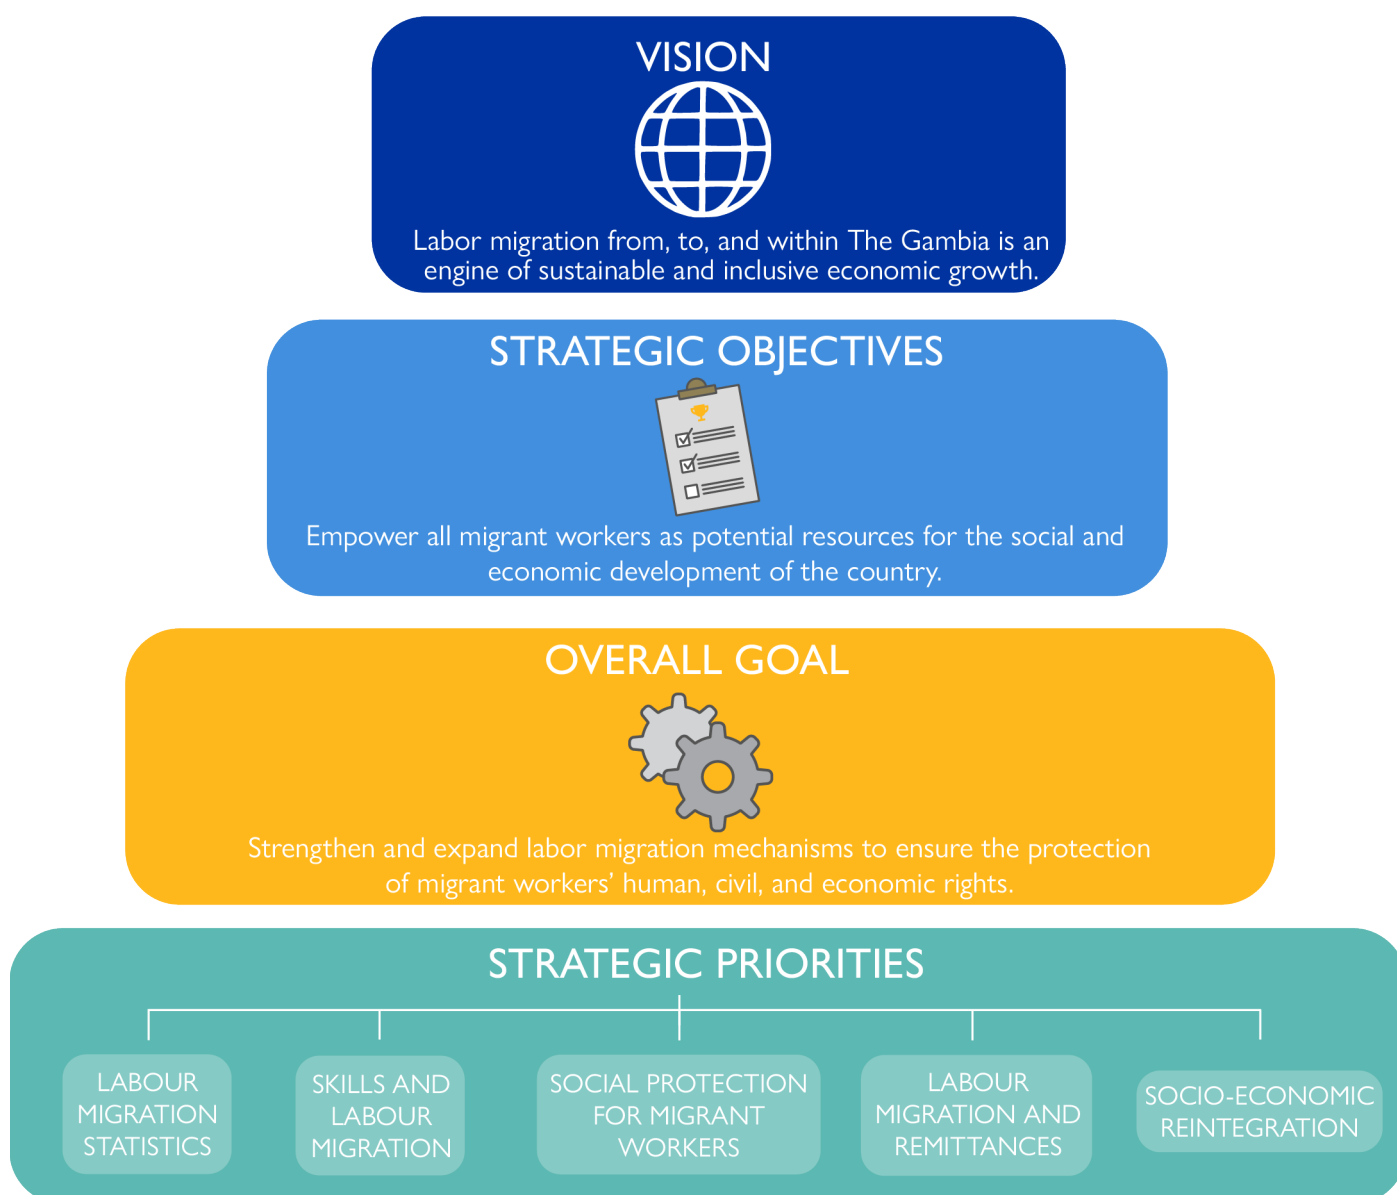 VISION
Labor migration from, to, and within The Gambia is an
engine of sustainable and inclusive economic growth.
STRATEGIC OBJECTIVES
Empower all migrant workers as potential resources for the social and
economic development of the country.
OVERALL GOAL
Strengthen and expand labor migration mechanisms to ensure the protection
of migrant workers’ human, civil, and economic rights.
STRATEGIC PRIORITIES
LABOUR
MIGRATION
STATISTICS
SKILLS AND
LABOUR
MIGRATION
SOCIAL PROTECTION
FOR MIGRANT
WORKERS
LABOUR
MIGRATION AND
REMITTANCES
SOCIO-ECONOMIC
REINTEGRATION